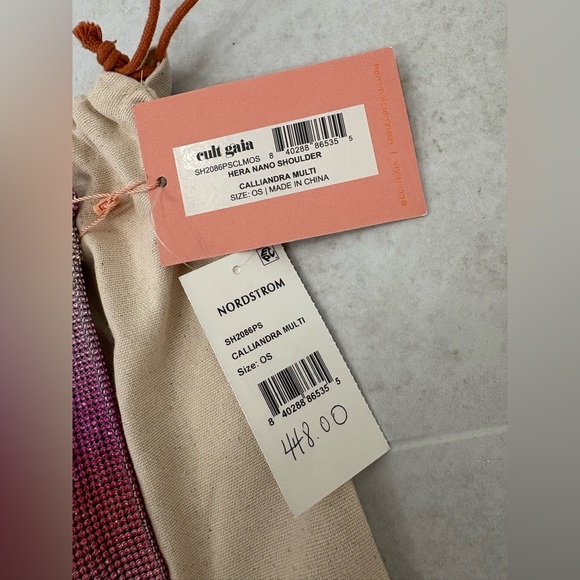 cult gaia
8 40288 86535 5
SH2086PSCLMOS
HERA NANO SHOULDER
CALLIANDRA MULTI
SIZE: OS | MADE IN CHINA
NORDSTROM
SH2086PS
CALLIANDRA MULTI
Size: OS
8 40288 86535 5
448.00